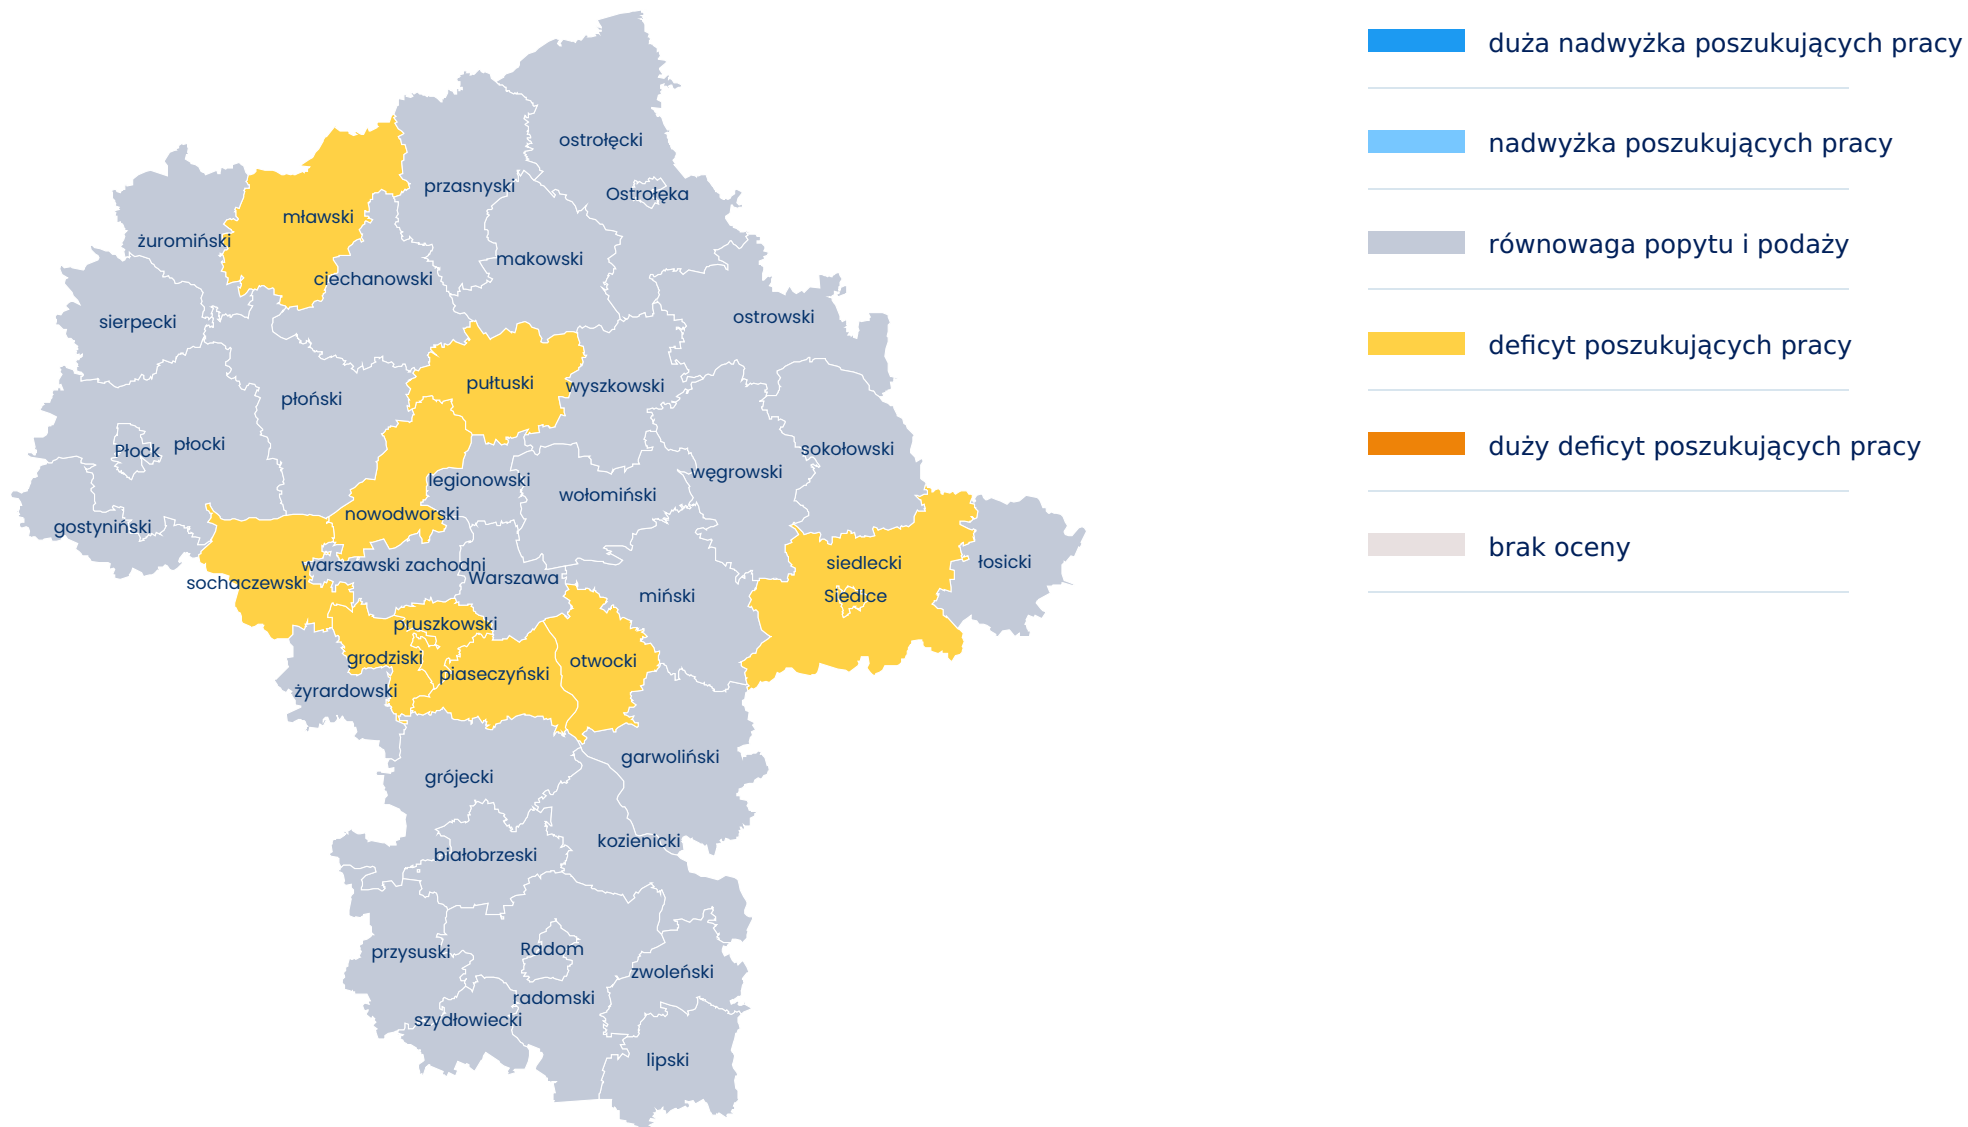 duża nadwyżka poszukujących pracy
nadwyżka poszukujących pracy
równowaga popytu i podaży
deficyt poszukujących pracy
duży deficyt poszukujących pracy
brak oceny
ostrołęcki
przasnyski
Ostrołęka
mławski
żuromiński
makowski
ciechanowski
sierpecki
ostrowski
pułtuski
wyszkowski
płoński
płocki
Płock
sokołowski
węgrowski
legionowski
wołomiński
nowodworski
gostyniński
warszawski zachodni
siedlecki
łosicki
Warszawa
sochaczewski
miński
Siedlce
pruszkowski
grodziski
otwocki
piaseczyński
żyrardowski
garwoliński
grójecki
kozienicki
białobrzeski
Radom
przysuski
zwoleński
radomski
szydłowiecki
lipski